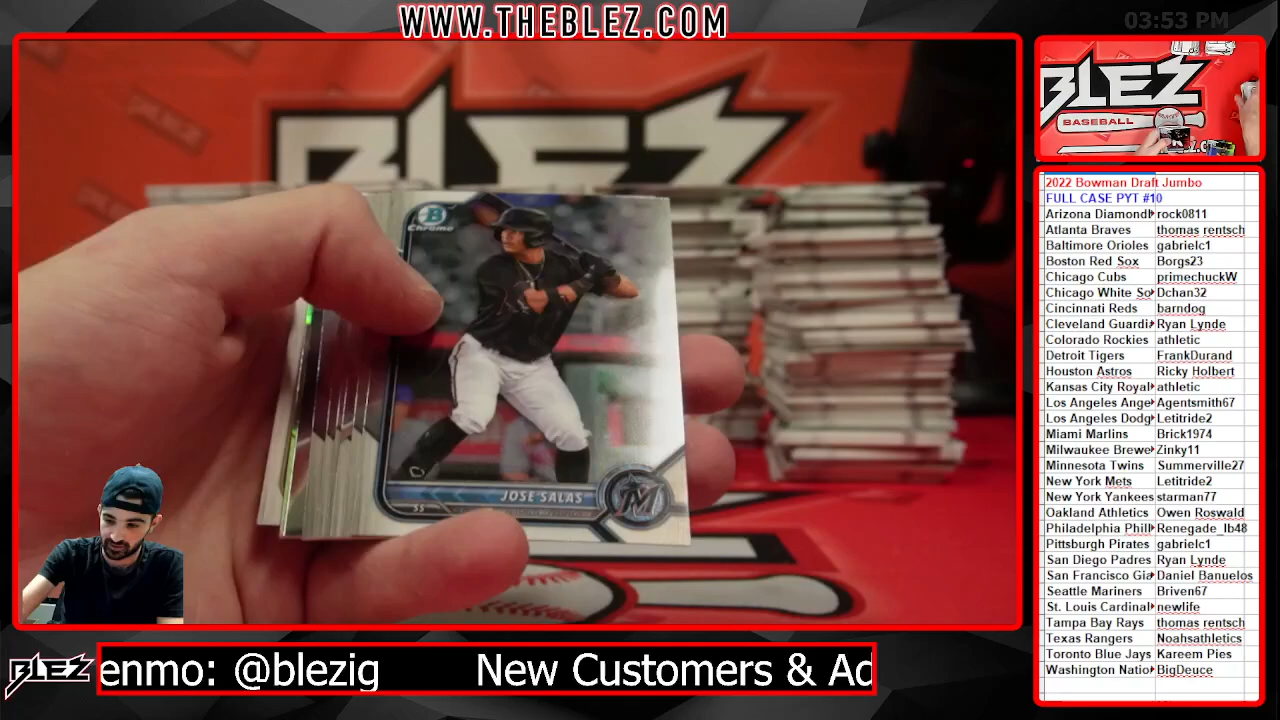 WWW.THEBLEZ.COM
03:53 PM
BLEZ
BLEZ
BASEBALL
B
Chrome
JOSE SALAS
SS
M
2022 Bowman Draft Jumbo
FULL CASE PYT #10
Arizona Diamond rock0811
Atlanta Braves thomas rentsch
Baltimore Orioles gabrielc1
Boston Red Sox Borgs23
Chicago Cubs primechuckW
Chicago White So Dchan32
Cincinnati Reds barndog
Cleveland Guardi Ryan Lynde
Colorado Rockies athletic
Detroit Tigers FrankDurand
Houston Astros Ricky Holbert
Kansas City Royal athletic
Los Angeles Ange Agentsmith67
Los Angeles Dodg Letitride2
Miami Marlins Brick1974
Milwaukee Brewe Zinky11
Minnesota Twins Summerville27
New York Mets Letitride2
New York Yankees starman77
Oakland Athletics Owen Roswald
Philadelphia Phill Renegade_lb48
Pittsburgh Pirates gabrielc1
San Diego Padres Ryan Lynde
San Francisco Gia Daniel Banuelos
Seattle Mariners Briven67
St. Louis Cardinal newlife
Tampa Bay Rays thomas rentsch
Texas Rangers Noahsathletics
Toronto Blue Jays Kareem Pies
Washington Natio BigDeuce
BLEZ
enmo: @blezig New Customers & Ad